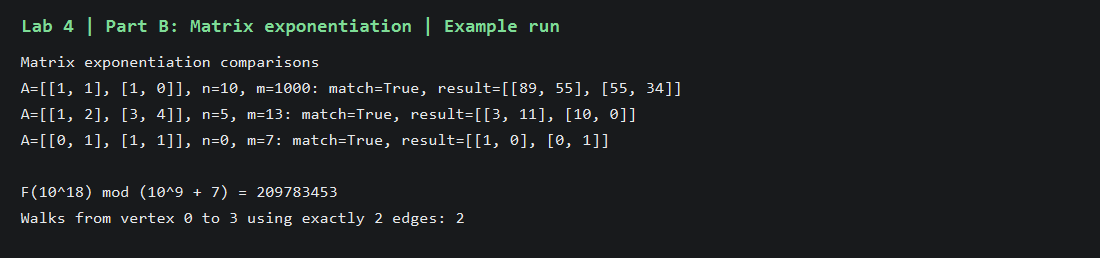 Lab 4 | Part B: Matrix exponentiation | Example run
Matrix exponentiation comparisons
A=[[1, 1], [1, 0]], n=10, m=1000: match=True, result=[[89, 55], [55, 34]]
A=[[1, 2], [3, 4]], n=5, m=13: match=True, result=[[3, 11], [10, 0]]
A=[[0, 1], [1, 1]], n=0, m=7: match=True, result=[[1, 0], [0, 1]]
F(10^18) mod (10^9 + 7) = 209783453
Walks from vertex 0 to 3 using exactly 2 edges: 2